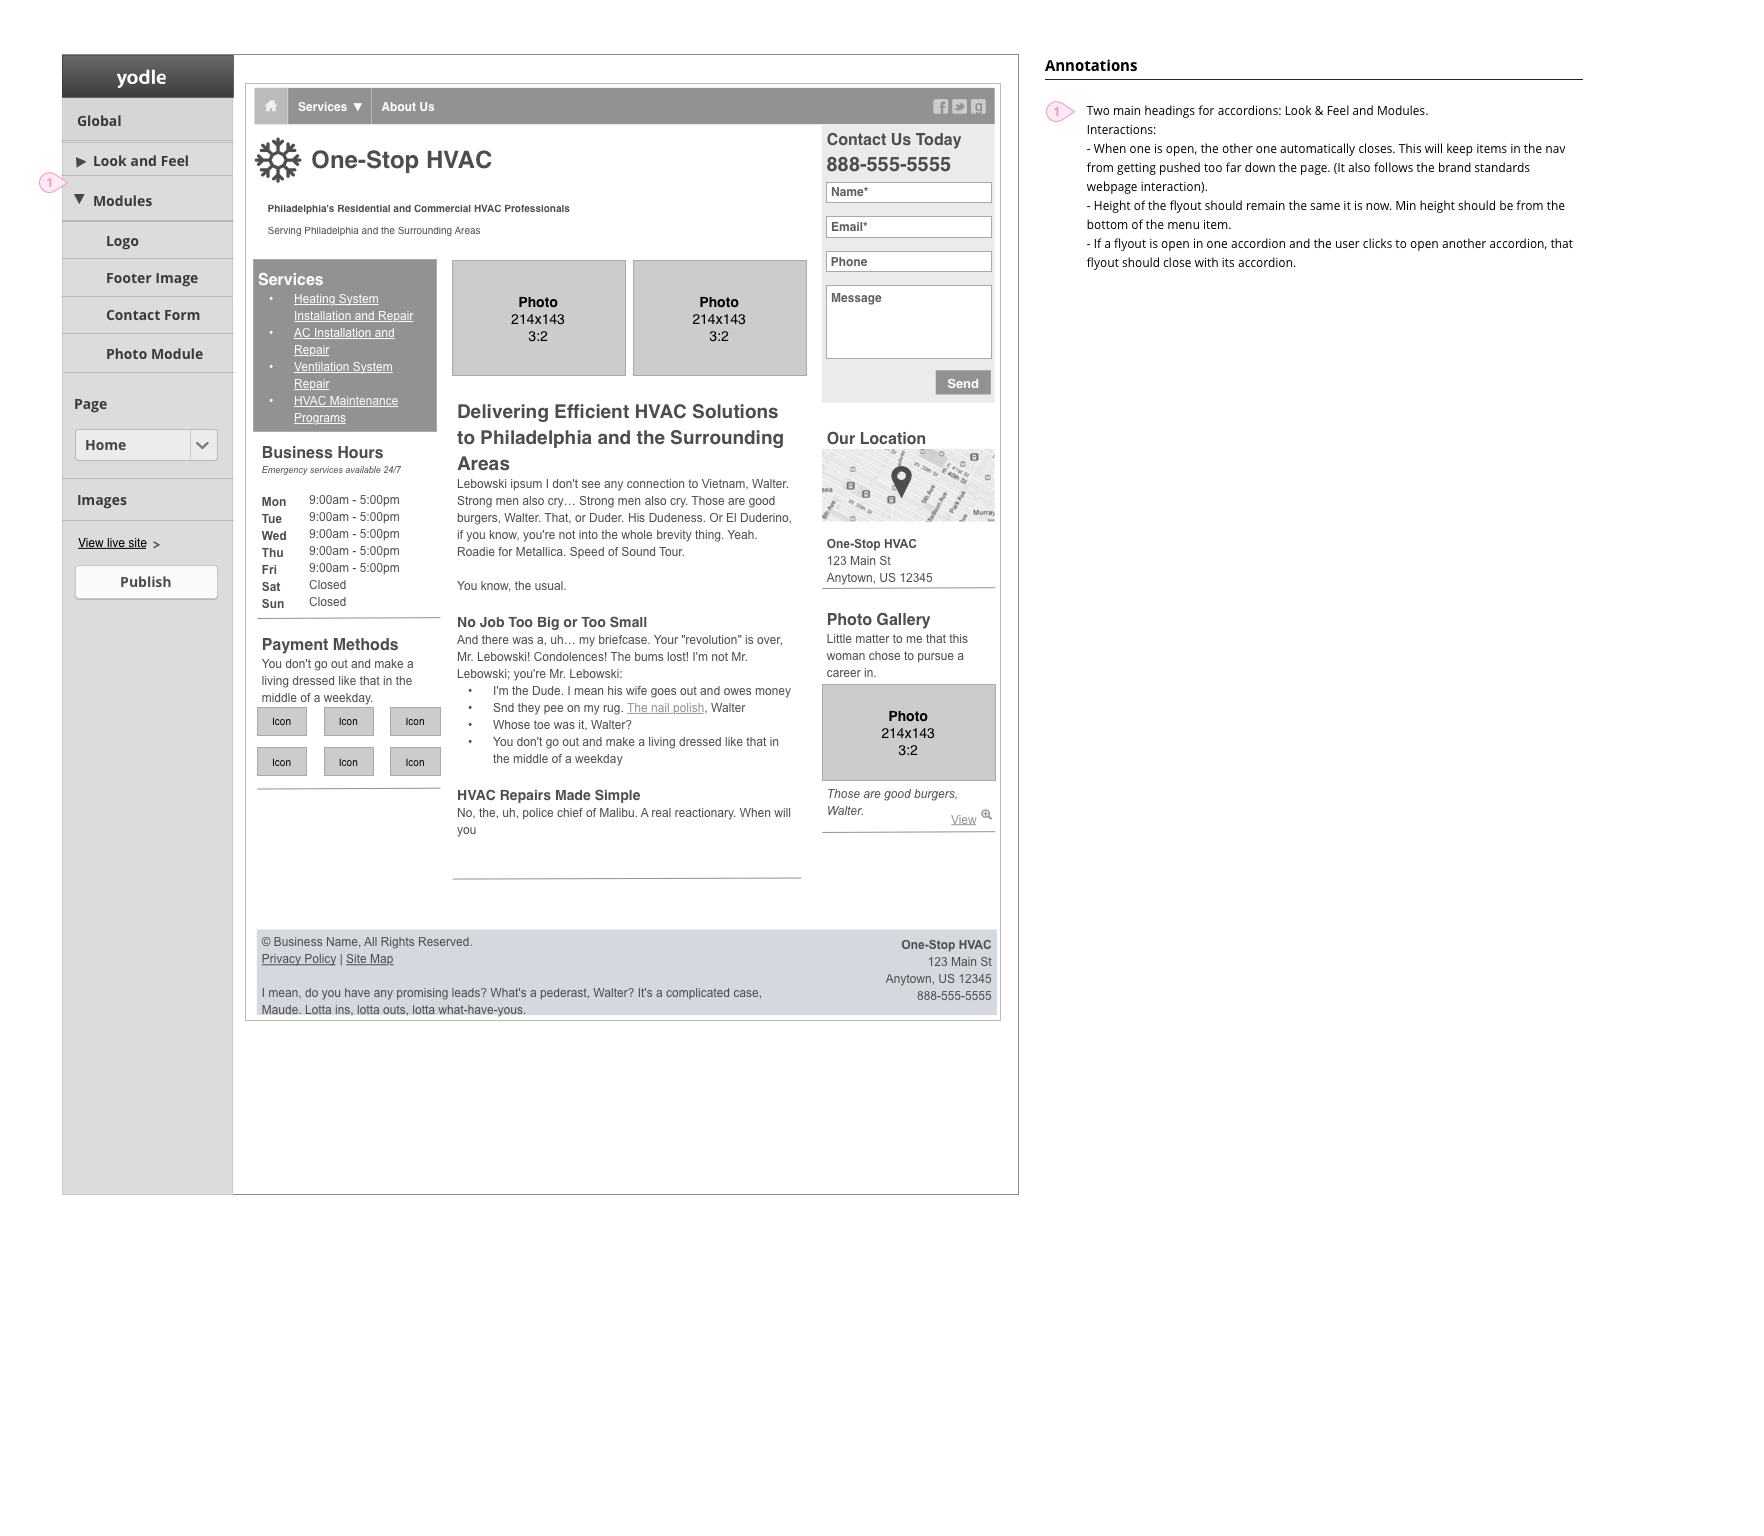 yodle
Global
Look and Feel
1
Modules
Logo
Footer Image
Contact Form
Photo Module
Page
Home
Images
View live site >
Publish
Services ▼
About Us
f
g
One-Stop HVAC
Philadelphia's Residential and Commercial HVAC Professionals
Serving Philadelphia and the Surrounding Areas
Services
• Heating System
Installation and Repair
• AC Installation and
Repair
• Ventilation System
Repair
• HVAC Maintenance
Programs
Business Hours
Emergency services available 24/7
Mon 9:00am - 5:00pm
Tue 9:00am - 5:00pm
Wed 9:00am - 5:00pm
Thu 9:00am - 5:00pm
Fri 9:00am - 5:00pm
Sat Closed
Sun Closed
Payment Methods
You don't go out and make a
living dressed like that in the
middle of a weekday.
Icon Icon Icon
Icon Icon Icon
Photo
214x143
3:2
Photo
214x143
3:2
Delivering Efficient HVAC Solutions
to Philadelphia and the Surrounding
Areas
Lebowski ipsum I don't see any connection to Vietnam, Walter.
Strong men also cry… Strong men also cry. Those are good
burgers, Walter. That, or Duder. His Dudeness. Or El Duderino,
if you know, you're not into the whole brevity thing. Yeah.
Roadie for Metallica. Speed of Sound Tour.
You know, the usual.
No Job Too Big or Too Small
And there was a, uh… my briefcase. Your "revolution" is over,
Mr. Lebowski! Condolences! The bums lost! I'm not Mr.
Lebowski; you're Mr. Lebowski:
• I'm the Dude. I mean his wife goes out and owes money
• Snd they pee on my rug. The nail polish, Walter
• Whose toe was it, Walter?
• You don't go out and make a living dressed like that in
the middle of a weekday
HVAC Repairs Made Simple
No, the, uh, police chief of Malibu. A real reactionary. When will
you
Contact Us Today
888-555-5555
Name*
Email*
Phone
Message
Send
Our Location
W 39th St
E 41st St
E 40th St
5th Ave
Park Ave
Murray
One-Stop HVAC
123 Main St
Anytown, US 12345
Photo Gallery
Little matter to me that this
woman chose to pursue a
career in.
Photo
214x143
3:2
Those are good burgers,
Walter.
View
© Business Name, All Rights Reserved.
Privacy Policy | Site Map
I mean, do you have any promising leads? What's a pederast, Walter? It's a complicated case,
Maude. Lotta ins, lotta outs, lotta what-have-yous.
One-Stop HVAC
123 Main St
Anytown, US 12345
888-555-5555
Annotations
1
Two main headings for accordions: Look & Feel and Modules.
Interactions:
- When one is open, the other one automatically closes. This will keep items in the nav
from getting pushed too far down the page. (It also follows the brand standards
webpage interaction).
- Height of the flyout should remain the same it is now. Min height should be from the
bottom of the menu item.
- If a flyout is open in one accordion and the user clicks to open another accordion, that
flyout should close with its accordion.